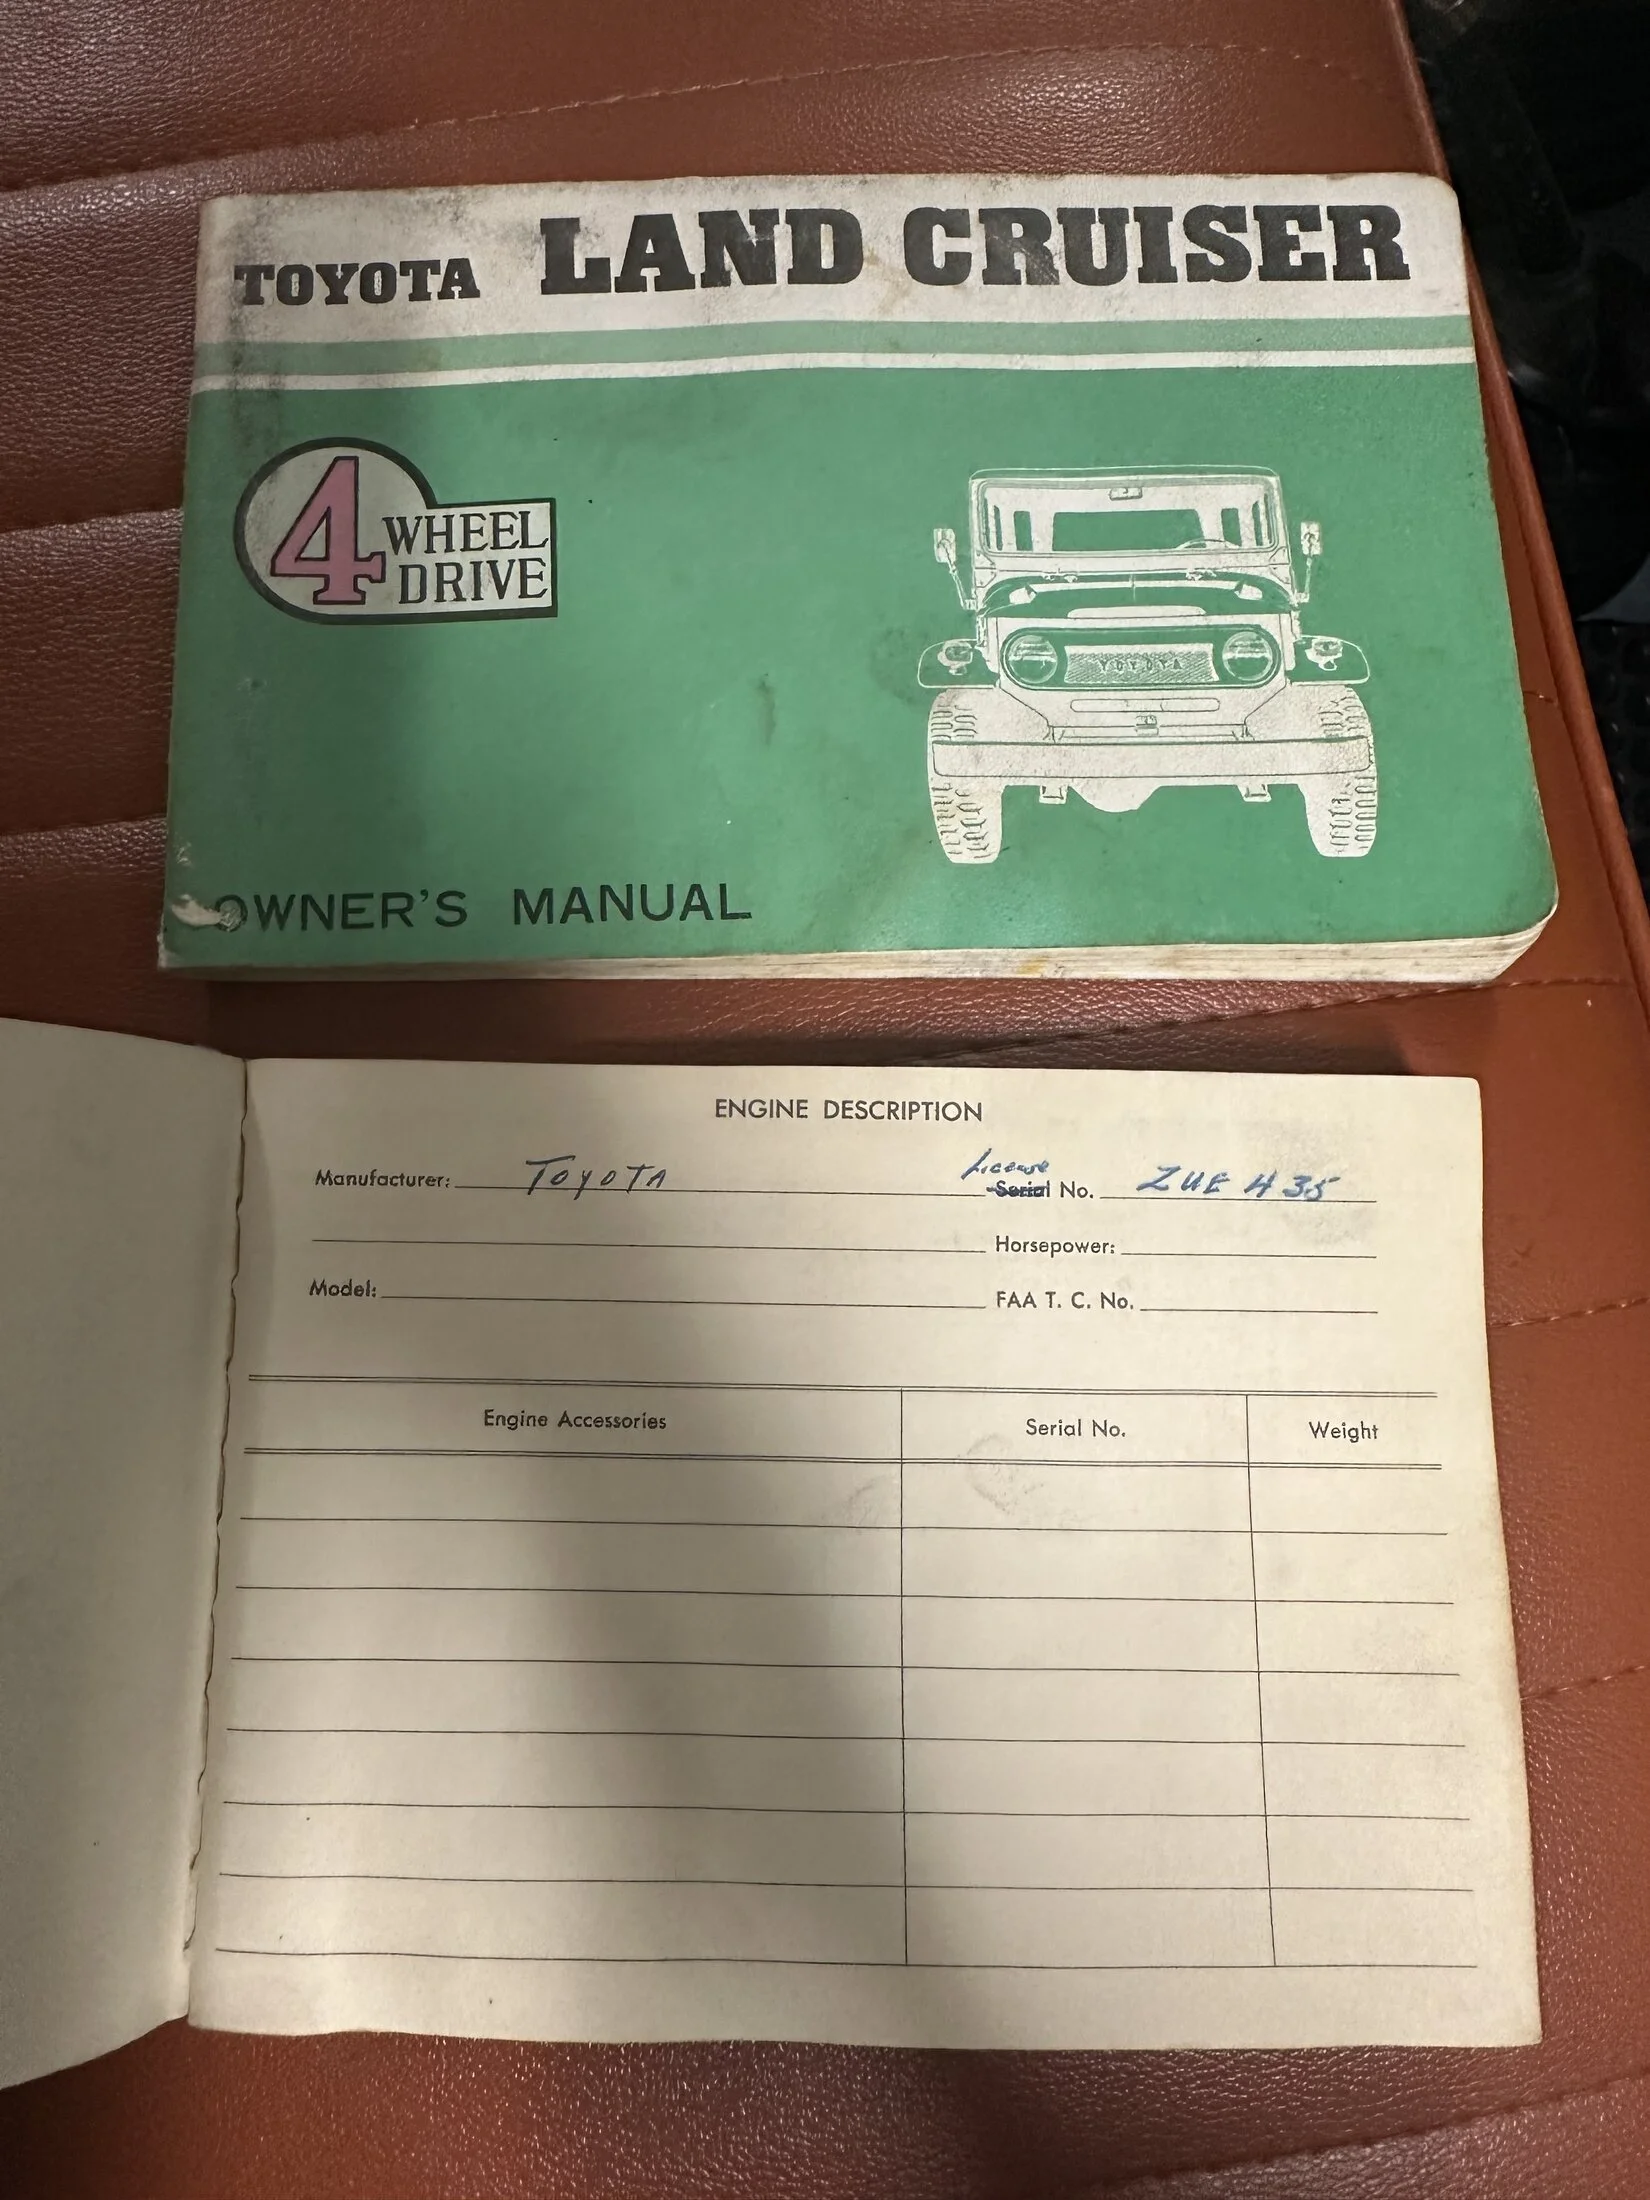 TOYOTA LAND CRUISER
4 WHEEL
DRIVE
TOYOTA
OWNER'S MANUAL
ENGINE DESCRIPTION
License
Manufacturer: TOYOTA Serial No. ZUE 435
Horsepower:
Model: FAA T. C. No.
Engine Accessories Serial No. Weight